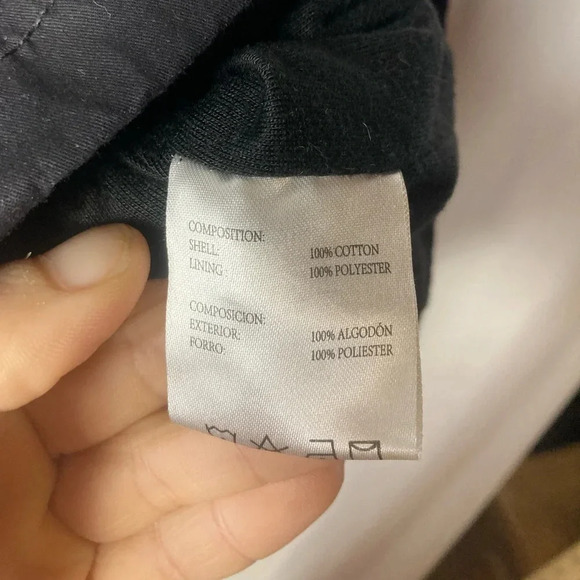 COMPOSITION:
SHELL: 100% COTTON
LINING : 100% POLYESTER
COMPOSICION:
EXTERIOR: 100% ALGODÓN
FORRO: 100% POLIESTER